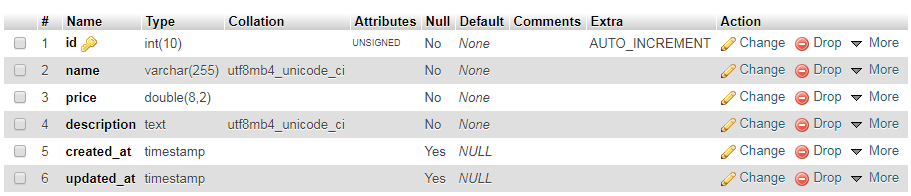 # Name Type Collation Attributes Null Default Comments Extra Action
1 id int(10) UNSIGNED No None AUTO_INCREMENT Change Drop More
2 name varchar(255) utf8mb4_unicode_ci No None Change Drop More
3 price double(8,2) No None Change Drop More
4 description text utf8mb4_unicode_ci No None Change Drop More
5 created_at timestamp Yes NULL Change Drop More
6 updated_at timestamp Yes NULL Change Drop More